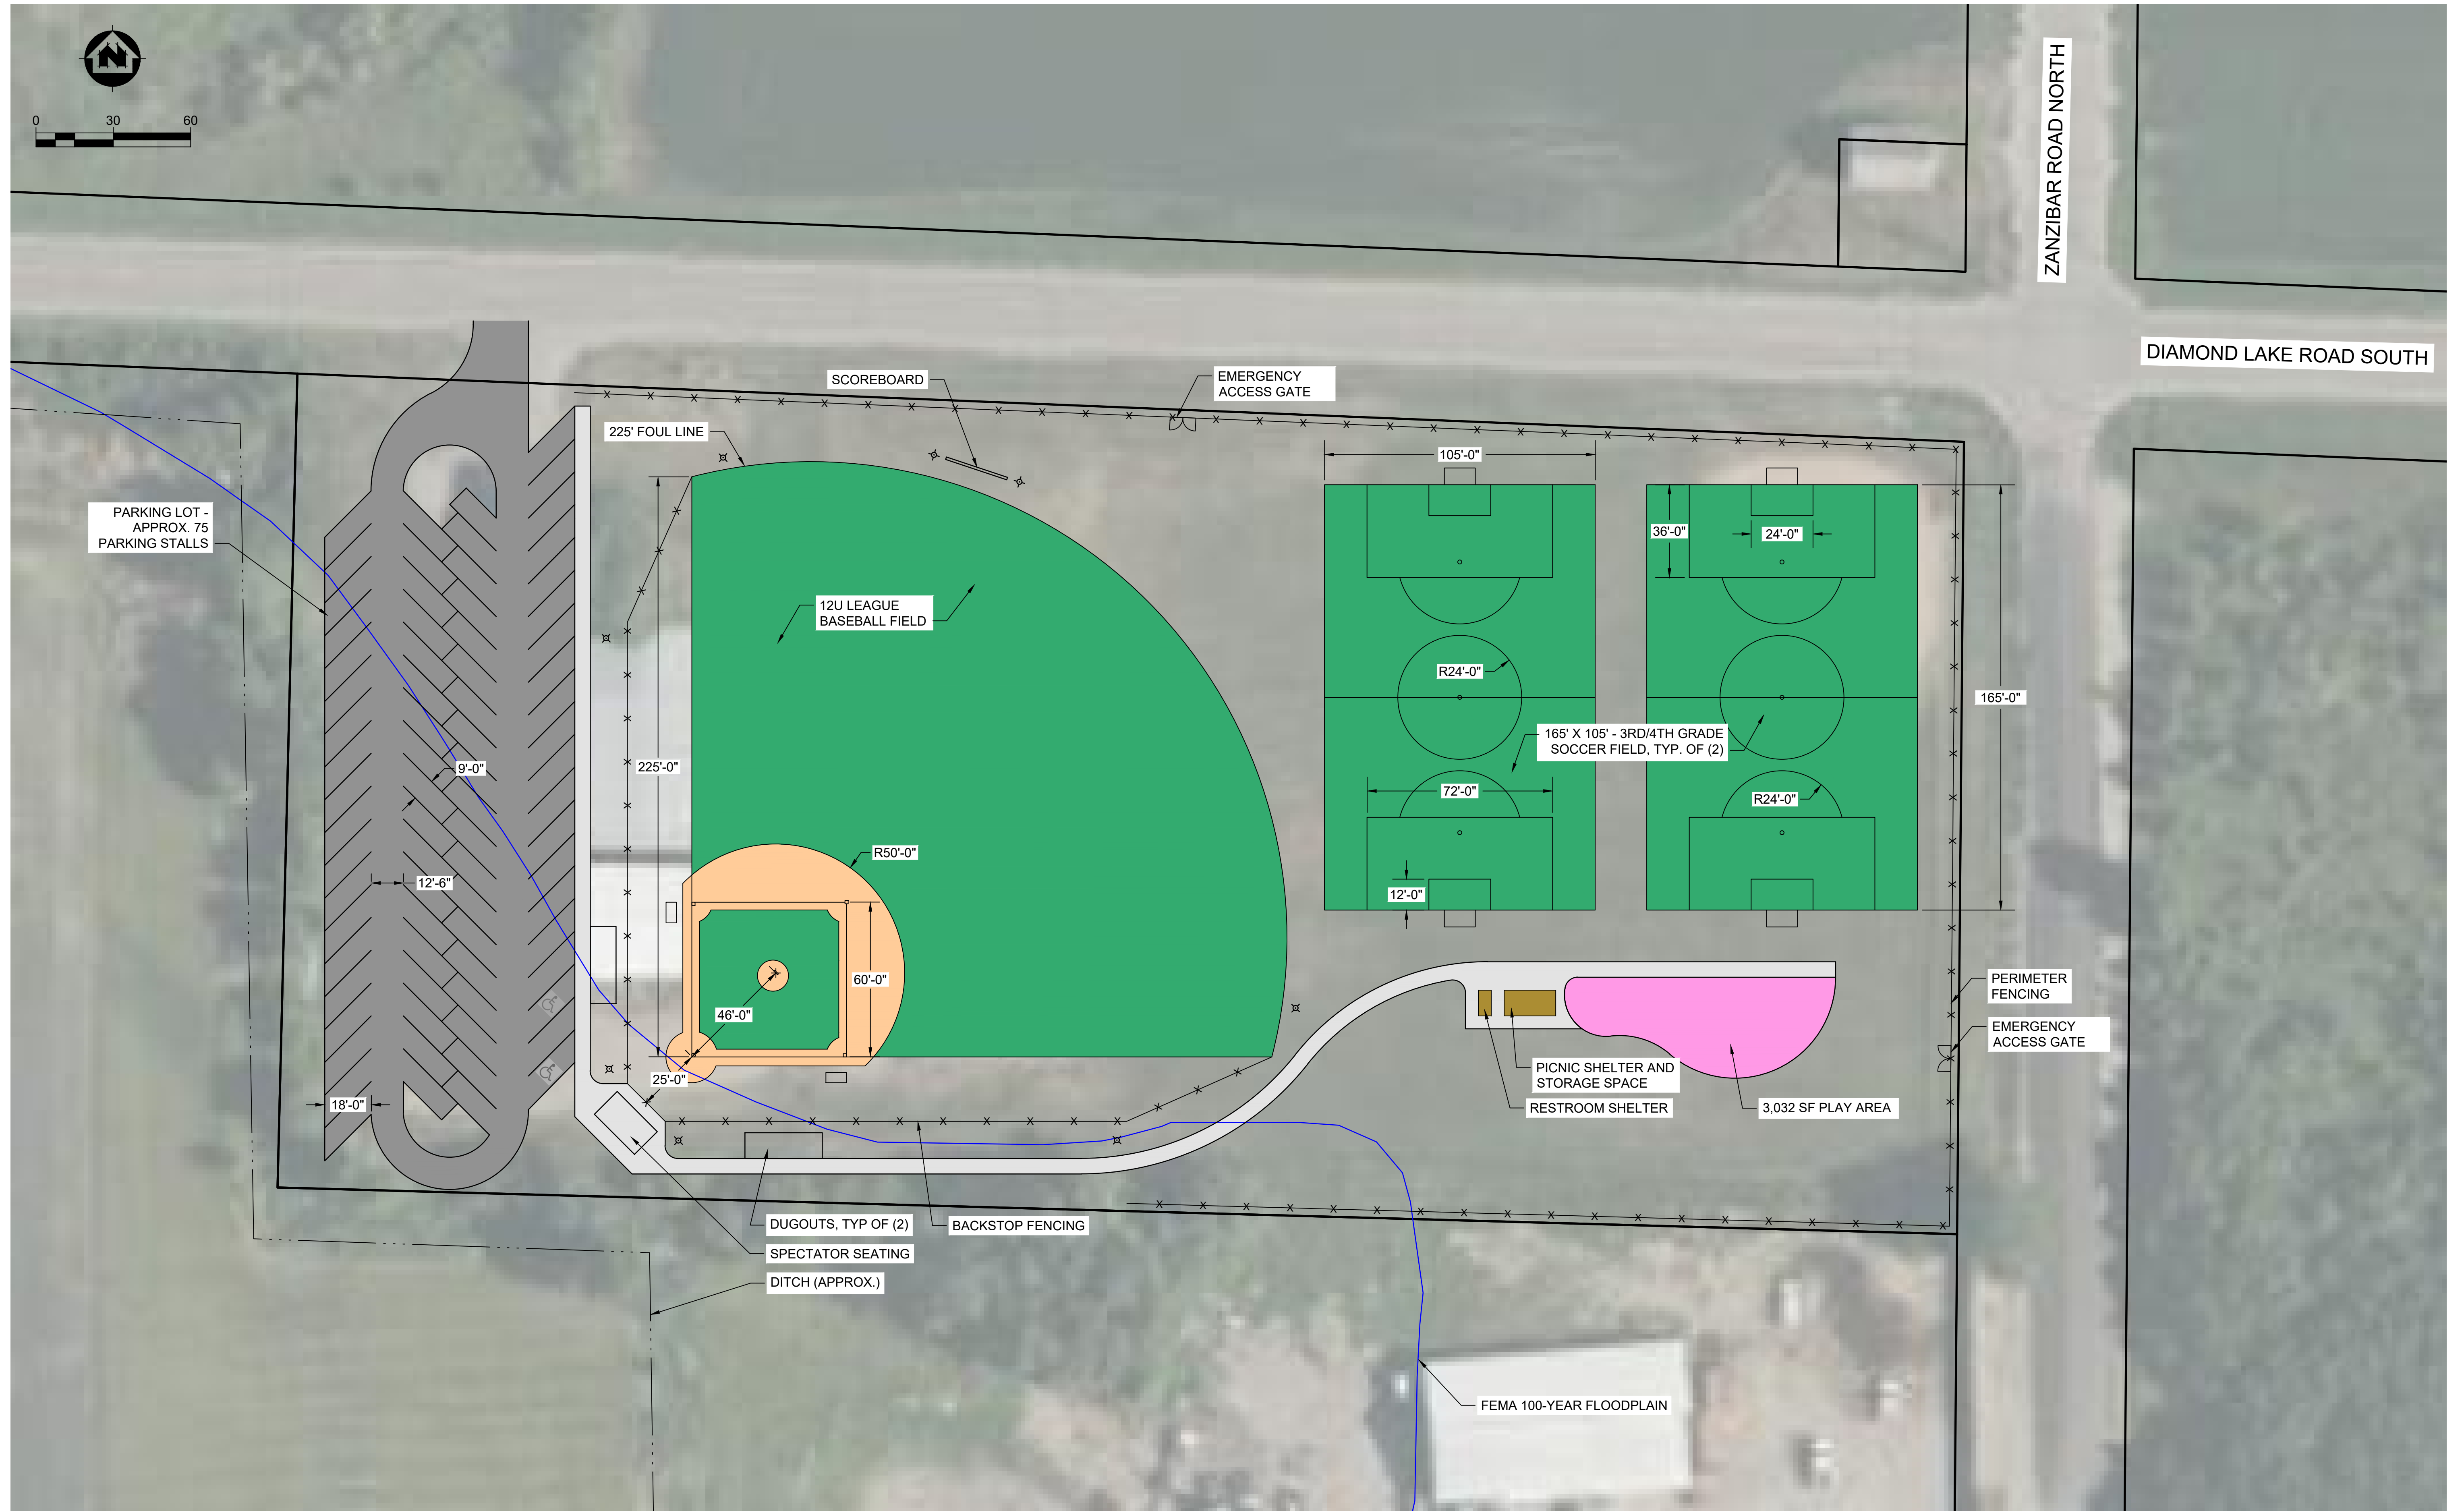 N
0 30 60
ZANZIBAR ROAD NORTH
DIAMOND LAKE ROAD SOUTH
SCOREBOARD
EMERGENCY
ACCESS GATE
225' FOUL LINE
105'-0"
PARKING LOT -
APPROX. 75
PARKING STALLS
36'-0"
24'-0"
12U LEAGUE
BASEBALL FIELD
R24'-0"
165'-0"
165' X 105' - 3RD/4TH GRADE
SOCCER FIELD, TYP. OF (2)
225'-0"
9'-0"
72'-0"
R24'-0"
R50'-0"
12'-6"
12'-0"
60'-0"
PERIMETER
FENCING
46'-0"
EMERGENCY
ACCESS GATE
25'-0"
PICNIC SHELTER AND
STORAGE SPACE
18'-0"
RESTROOM SHELTER
3,032 SF PLAY AREA
DUGOUTS, TYP OF (2)
BACKSTOP FENCING
SPECTATOR SEATING
DITCH (APPROX.)
FEMA 100-YEAR FLOODPLAIN